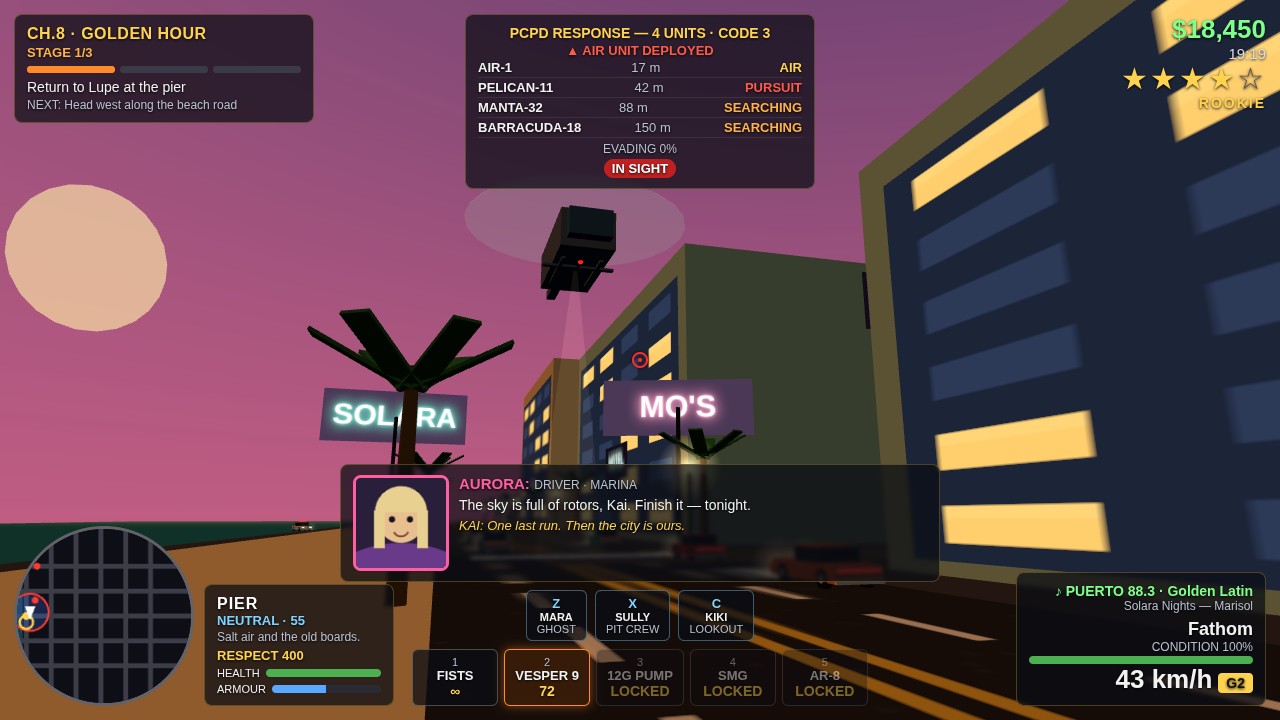 CH.8 · GOLDEN HOUR
STAGE 1/3
Return to Lupe at the pier
NEXT: Head west along the beach road
PCPD RESPONSE — 4 UNITS · CODE 3
▲ AIR UNIT DEPLOYED
AIR-1 17 m AIR
PELICAN-11 42 m PURSUIT
MANTA-32 88 m SEARCHING
BARRACUDA-18 150 m SEARCHING
EVADING 0%
IN SIGHT
$18,450
19:19
★★★★☆
ROOKIE
SOLARA
MO'S
AURORA: DRIVER · MARINA
The sky is full of rotors, Kai. Finish it — tonight.
KAI: One last run. Then the city is ours.
PIER
NEUTRAL · 55
Salt air and the old boards.
RESPECT 400
HEALTH
ARMOUR
Z
MARA
GHOST
X
SULLY
PIT CREW
C
KIKI
LOOKOUT
1
FISTS
∞
2
VESPER 9
72
3
12G PUMP
LOCKED
4
SMG
LOCKED
5
AR-8
LOCKED
♪ PUERTO 88.3 · Golden Latin
Solara Nights — Marisol
Fathom
CONDITION 100%
43 km/h G2